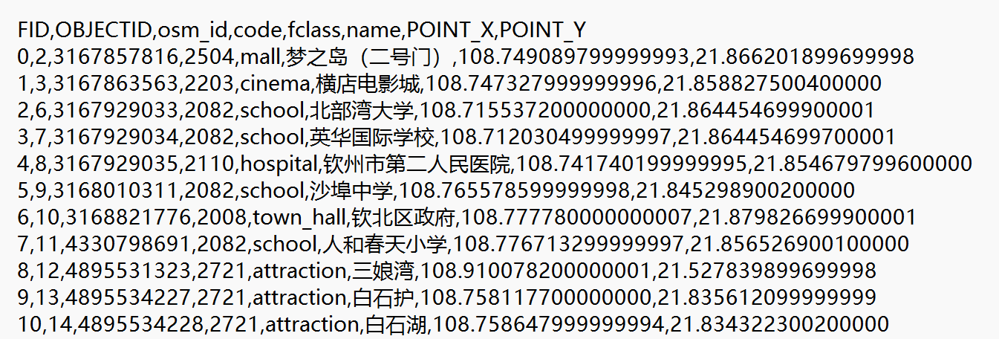 FID,OBJECTID,osm_id,code,fclass,name,POINT_X,POINT_Y
0,2,3167857816,2504,mall,梦之岛（二号门）,108.749089799999993,21.866201899699998
1,3,3167863563,2203,cinema,横店电影城,108.747327999999996,21.858827500400000
2,6,3167929033,2082,school,北部湾大学,108.715537200000000,21.864454699900001
3,7,3167929034,2082,school,英华国际学校,108.712030499999997,21.864454699700001
4,8,3167929035,2110,hospital,钦州市第二人民医院,108.741740199999995,21.854679799600000
5,9,3168010311,2082,school,沙埠中学,108.765578599999998,21.845298900200000
6,10,3168821776,2008,town_hall,钦北区政府,108.777780000000007,21.879826699900001
7,11,4330798691,2082,school,人和春天小学,108.776713299999997,21.856526900100000
8,12,4895531323,2721,attraction,三娘湾,108.910078200000001,21.527839899699998
9,13,4895534227,2721,attraction,白石护,108.758117700000000,21.835612099999999
10,14,4895534228,2721,attraction,白石湖,108.758647999999994,21.834322300200000